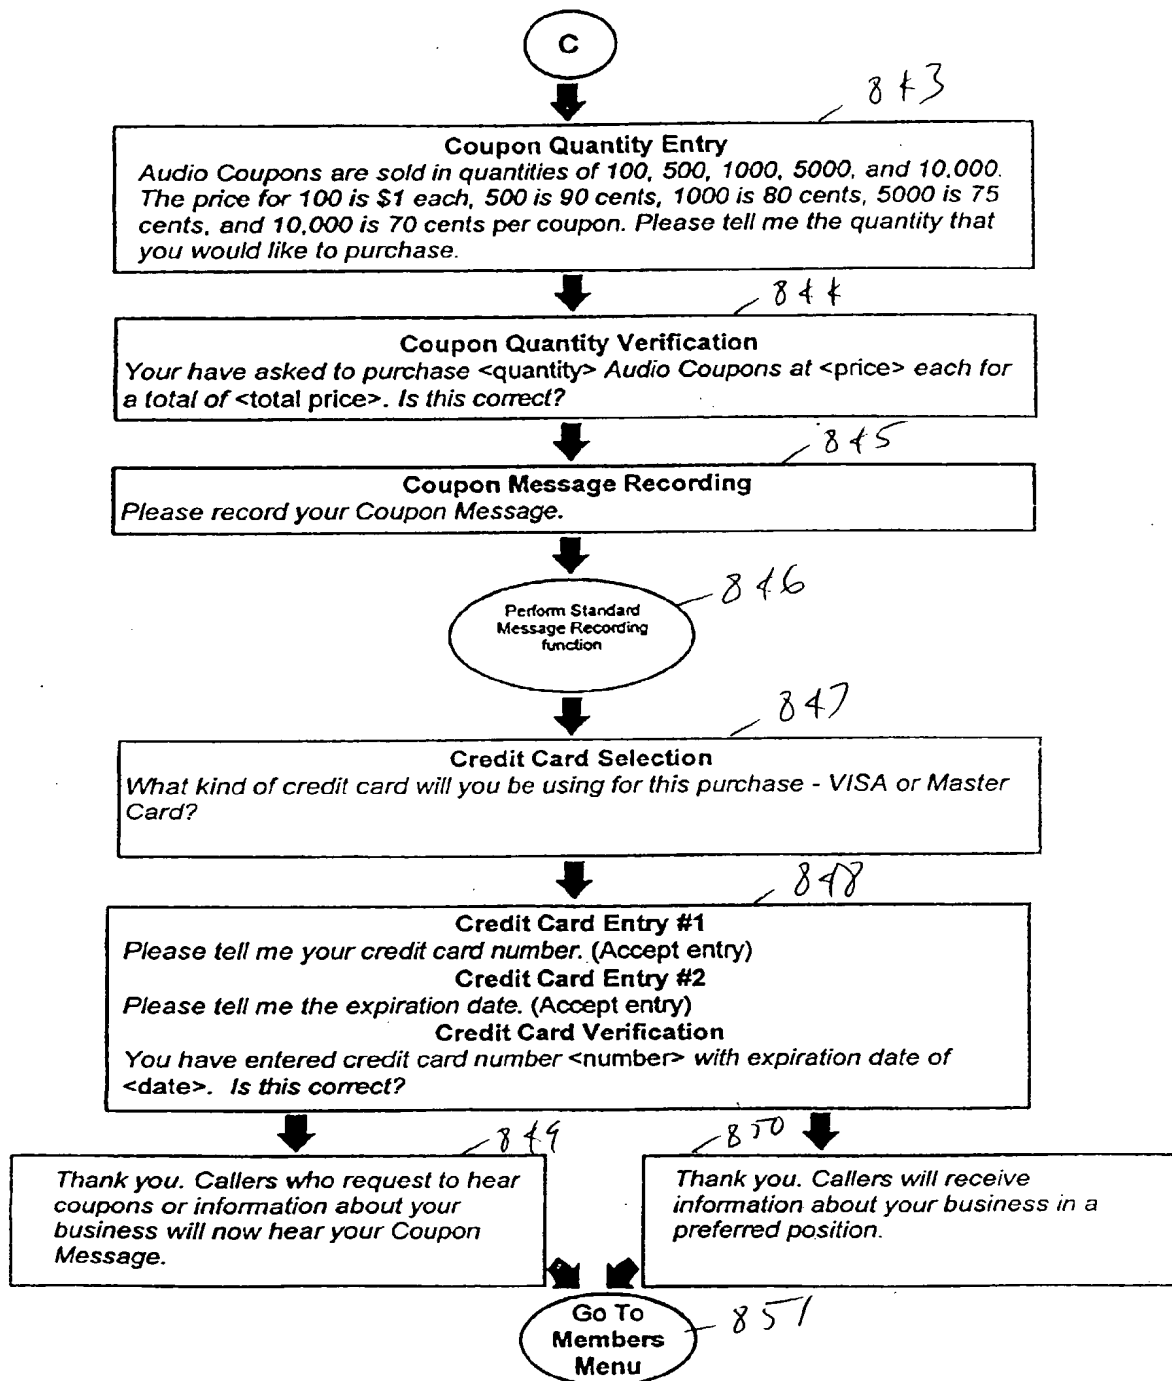 C
843
Coupon Quantity Entry
Audio Coupons are sold in quantities of 100, 500, 1000, 5000, and 10.000.
The price for 100 is $1 each, 500 is 90 cents, 1000 is 80 cents, 5000 is 75
cents, and 10,000 is 70 cents per coupon. Please tell me the quantity that
you would like to purchase.
844
Coupon Quantity Verification
Your have asked to purchase <quantity> Audio Coupons at <price> each for
a total of <total price>. Is this correct?
845
Coupon Message Recording
Please record your Coupon Message.
846
Perform Standard
Message Recording
function
847
Credit Card Selection
What kind of credit card will you be using for this purchase - VISA or Master
Card?
848
Credit Card Entry #1
Please tell me your credit card number. (Accept entry)
Credit Card Entry #2
Please tell me the expiration date. (Accept entry)
Credit Card Verification
You have entered credit card number <number> with expiration date of
<date>. Is this correct?
849
Thank you. Callers who request to hear
coupons or information about your
business will now hear your Coupon
Message.
850
Thank you. Callers will receive
information about your business in a
preferred position.
Go To
Members
Menu
851